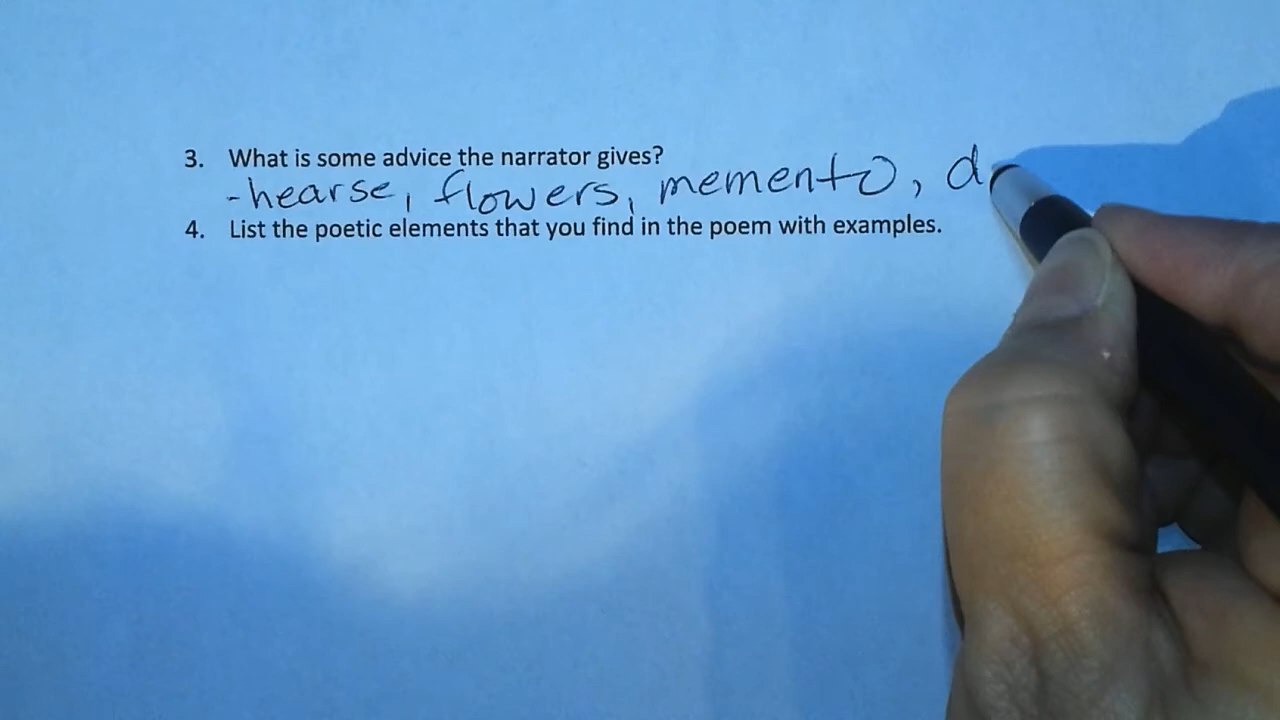 3. What is some advice the narrator gives?
-hearse, flowers, memento, d
4. List the poetic elements that you find in the poem with examples.